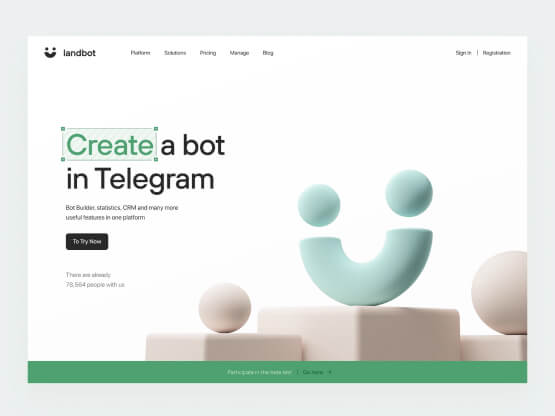 landbot
Platform
Solutions
Pricing
Manage
Blog
Sign in | Registration
Create a bot
in Telegram
Bot Builder, statistics, CRM and many more
useful features in one platform
To Try Now
There are already
78,564 people with us
Participate in the beta test | Go here →